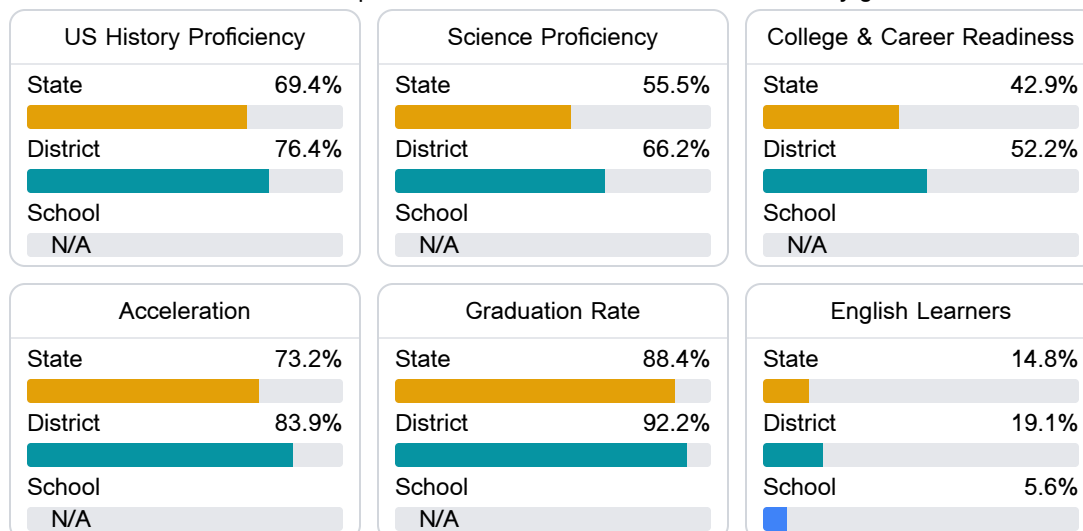 US History Proficiency
State 69.4%
District 76.4%
School
N/A
Science Proficiency
State 55.5%
District 66.2%
School
N/A
College & Career Readiness
State 42.9%
District 52.2%
School
N/A
Acceleration
State 73.2%
District 83.9%
School
N/A
Graduation Rate
State 88.4%
District 92.2%
School
N/A
English Learners
State 14.8%
District 19.1%
School 5.6%